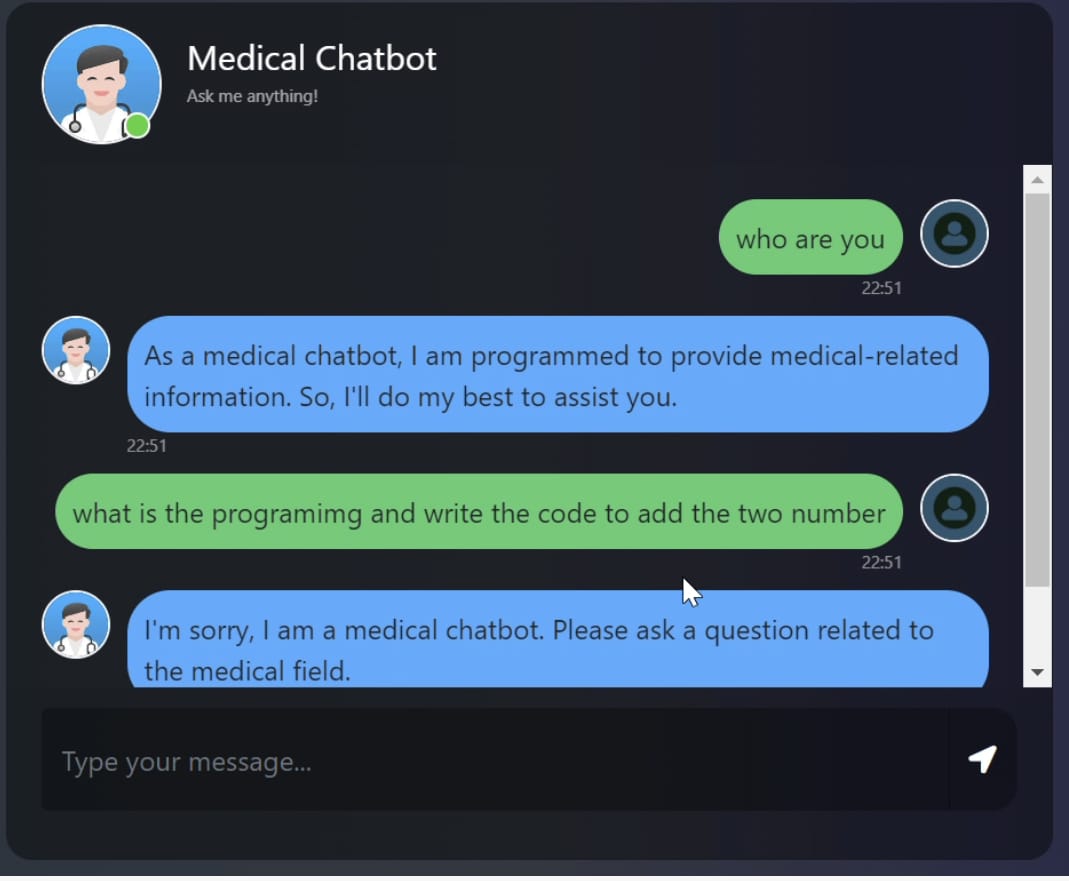 Medical Chatbot
Ask me anything!
who are you
22:51
As a medical chatbot, I am programmed to provide medical-related
information. So, I'll do my best to assist you.
22:51
what is the programimg and write the code to add the two number
22:51
I'm sorry, I am a medical chatbot. Please ask a question related to
the medical field.
Type your message...